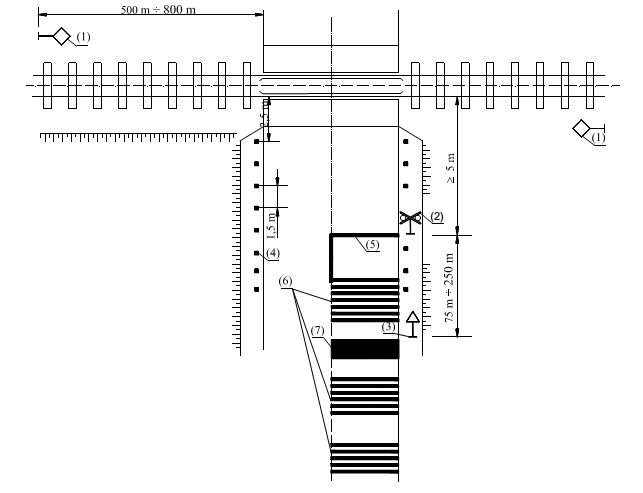 500 m ÷ 800 m
(1)
2,5 m
(1)
≥ 5 m
(2)
1,5 m
(4)
(5)
(6)
75 m ÷ 250 m
(7)
(3)